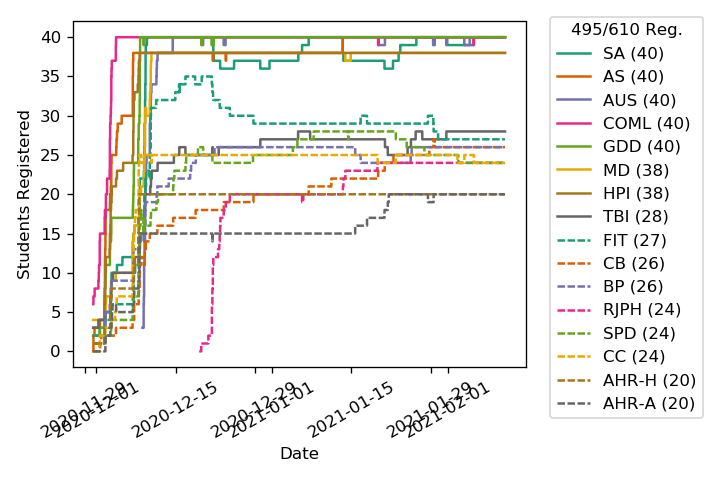 495/610 Reg.
SA (40)
AS (40)
AUS (40)
COML (40)
GDD (40)
MD (38)
HPI (38)
TBI (28)
FIT (27)
CB (26)
BP (26)
RJPH (24)
SPD (24)
CC (24)
AHR-H (20)
AHR-A (20)
Students Registered
40
35
30
25
20
15
10
5
0
2020-11-29
2020-12-01
2020-12-15
2020-12-29
2021-01-01
2021-01-15
2021-01-29
2021-02-01
Date